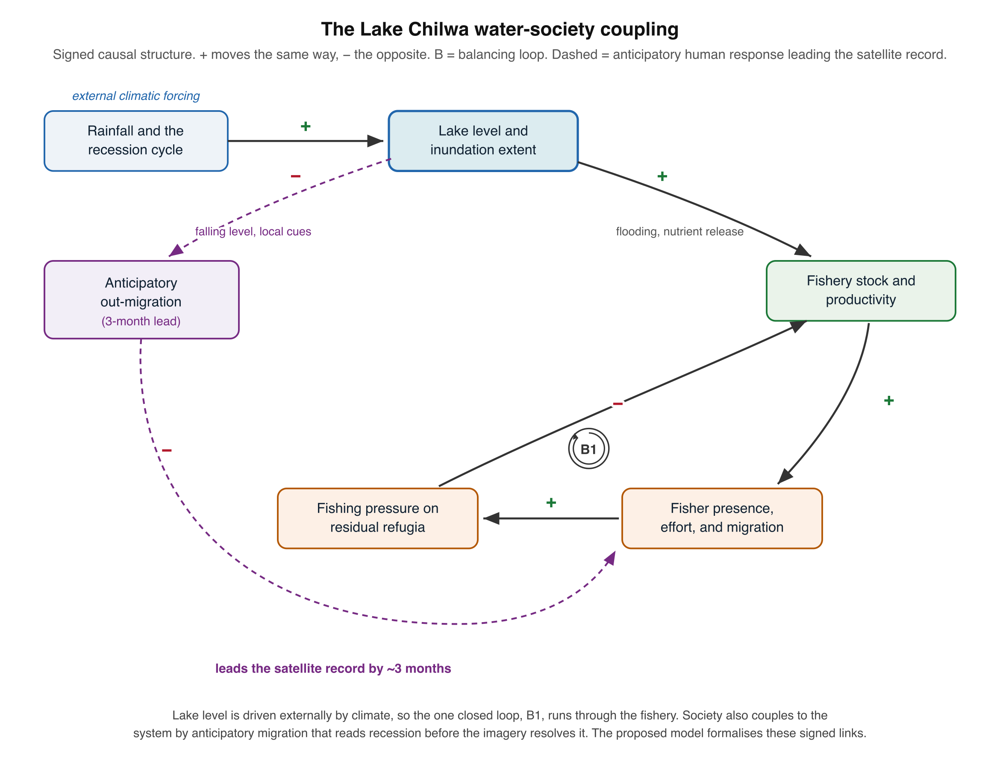 The Lake Chilwa water-society coupling
Signed causal structure. + moves the same way, – the opposite. B = balancing loop. Dashed = anticipatory human response leading the satellite record.
external climatic forcing
Rainfall and the
recession cycle
+
Lake level and
inundation extent
–
+
falling level, local cues
flooding, nutrient release
Anticipatory
out-migration
(3-month lead)
Fishery stock and
productivity
–
+
B1
–
Fishing pressure on
residual refugia
+
Fisher presence,
effort, and migration
leads the satellite record by ~3 months
Lake level is driven externally by climate, so the one closed loop, B1, runs through the fishery. Society also couples to the
system by anticipatory migration that reads recession before the imagery resolves it. The proposed model formalises these signed links.